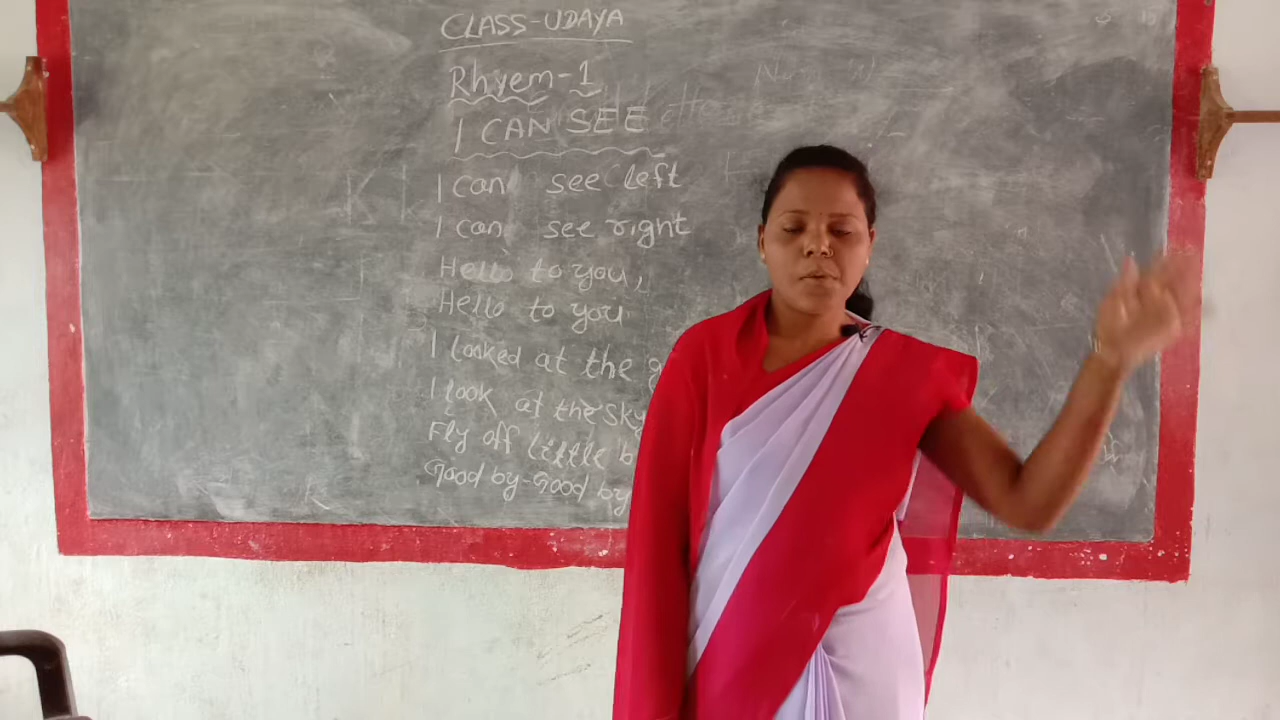 CLASS-UDAYA
Rhyem-1
I CAN SEE
I can see left
I can see right
Hello to you,
Hello to you
I looked at the
I look at the sky
Fly off little
Good by-Good by